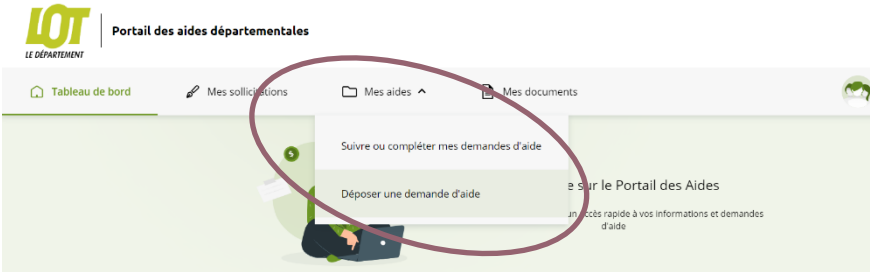 LOT
LE DÉPARTEMENT
Portail des aides départementales
Tableau de bord
Mes sollicitations
Mes aides
Mes documents
Suivre ou compléter mes demandes d'aide
Déposer une demande d'aide
sur le Portail des Aides
accès rapide à vos informations et demandes
d'aide